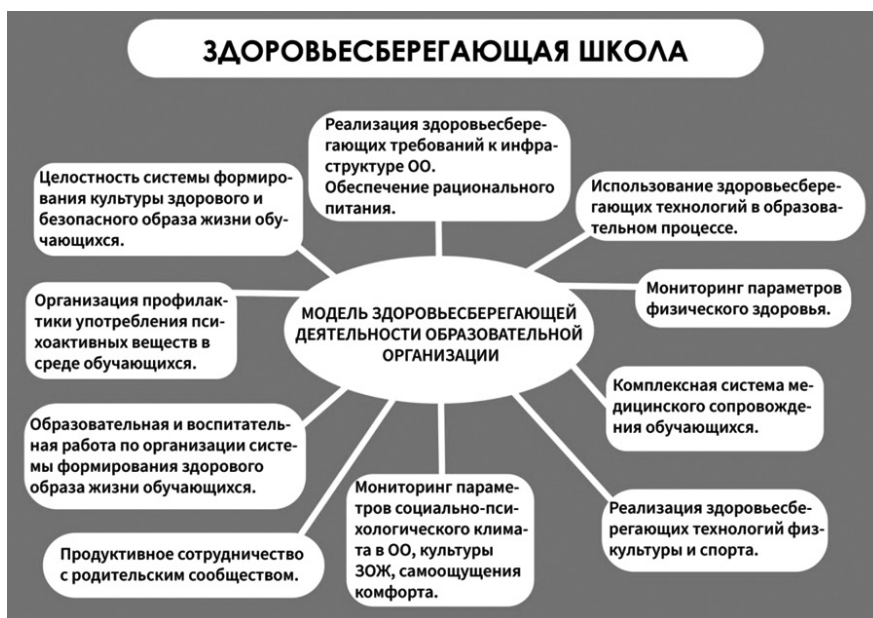 ЗДОРОВЬЕСБЕРЕГАЮЩАЯ ШКОЛА
Реализация здоровьесбере-
гающих требований к инфра-
структуре ОО.
Обеспечение рационального
питания.
Целостность системы формиро-
вания культуры здорового и
безопасного образа жизни обу-
чающихся.
Использование здоровьесбере-
гающих технологий в образова-
тельном процессе.
Организация профилак-
тики употребления пси-
хоактивных веществ в
среде обучающихся.
МОДЕЛЬ ЗДОРОВЬЕСБЕРЕГАЮЩЕЙ
ДЕЯТЕЛЬНОСТИ ОБРАЗОВАТЕЛЬНОЙ
ОРГАНИЗАЦИИ
Мониторинг параметров
физического здоровья.
Комплексная система ме-
дицинского сопровожде-
ния обучающихся.
Образовательная и воспитатель-
ная работа по организации систе-
мы формирования здорового
образа жизни обучающихся.
Мониторинг параме-
тров социально-пси-
хологического клима-
та в ОО, культуры
ЗОЖ, самоощущения
комфорта.
Реализация здоровьесбе-
регающих технологий физ-
культуры и спорта.
Продуктивное сотрудничество
с родительским сообществом.